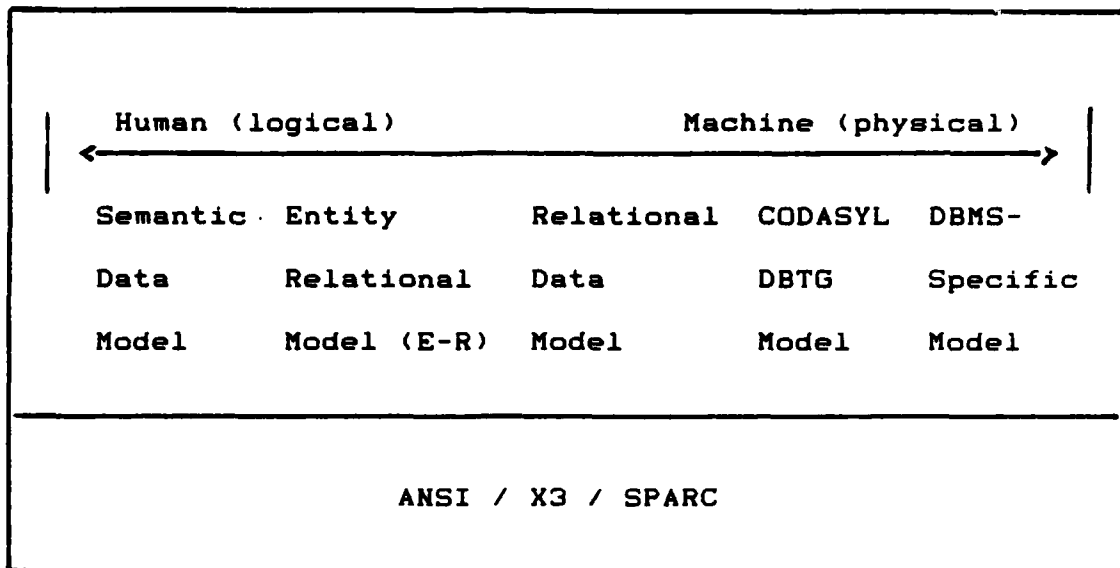 Human (logical) Machine (physical)
Semantic Entity Relational CODASYL DBMS-
Data Relational Data DBTG Specific
Model Model (E-R) Model Model Model
ANSI / X3 / SPARC